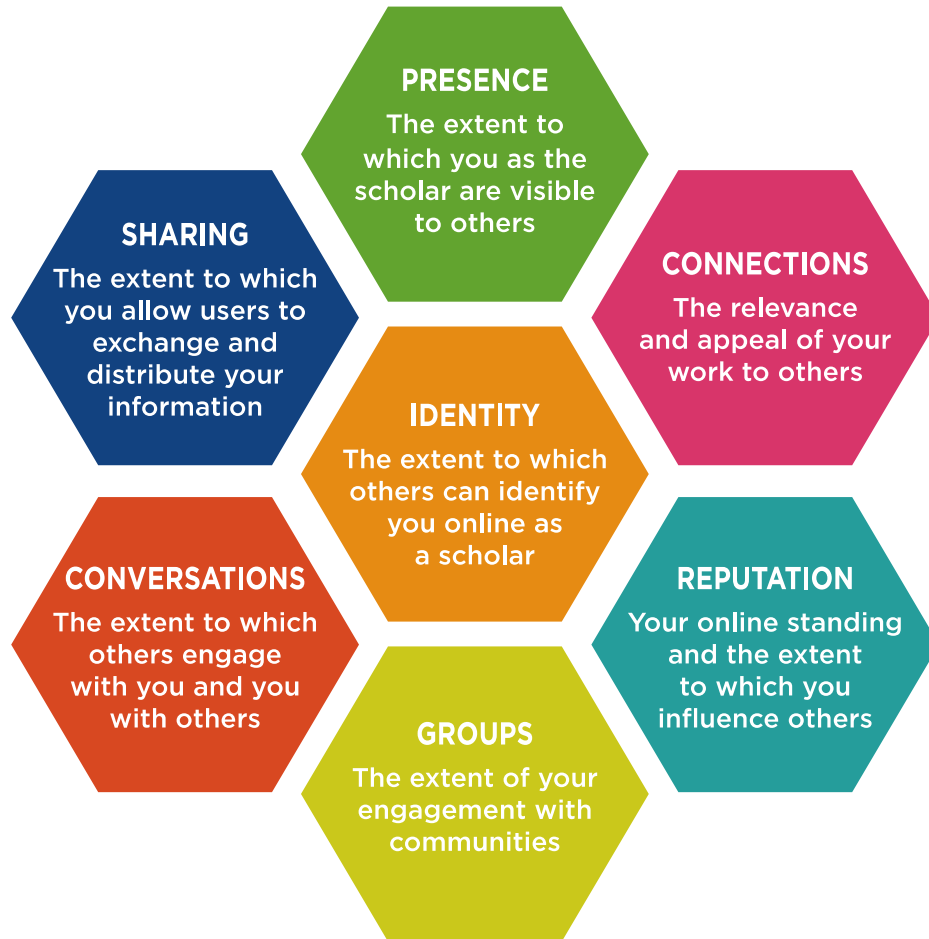 PRESENCE
The extent to
which you as the
scholar are visible
to others
SHARING
The extent to which
you allow users to
exchange and
distribute your
information
CONNECTIONS
The relevance
and appeal of your
work to others
IDENTITY
The extent to which
others can identify
you online as
a scholar
CONVERSATIONS
The extent to which
others engage
with you and you
with others
REPUTATION
Your online standing
and the extent
to which you
influence others
GROUPS
The extent of your
engagement with
communities